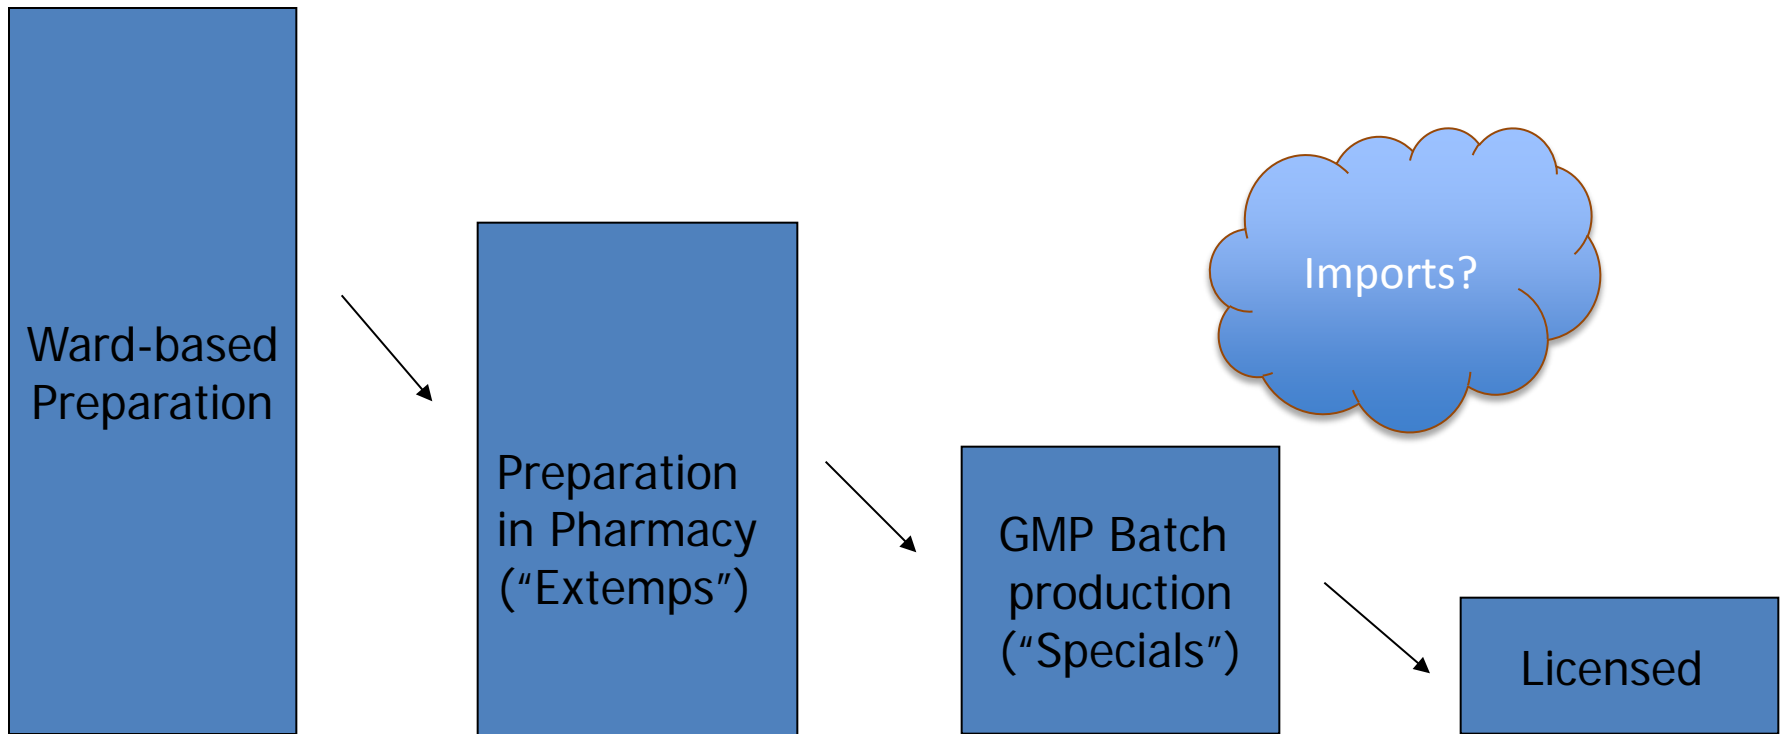 Ward-based
Preparation
Preparation
in Pharmacy
(“Extemps”)
GMP Batch
production
(“Specials”)
Imports?
Licensed